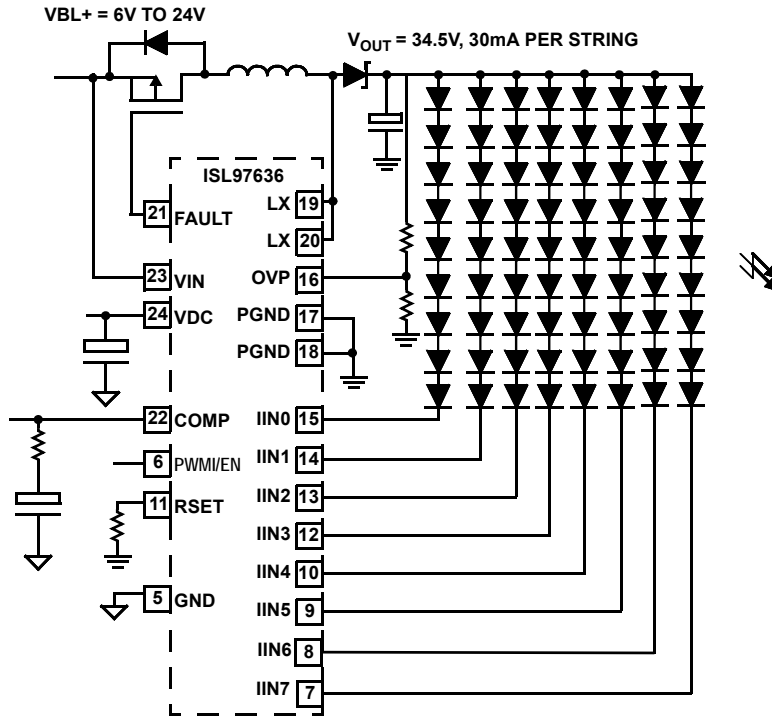 VBL+ = 6V TO 24V
VOUT = 34.5V, 30mA PER STRING
ISL97636
21 FAULT
LX 19
LX 20
23 VIN
OVP 16
24 VDC
PGND 17
PGND 18
22 COMP
IIN0 15
6 PWMI/EN
IIN1 14
11 RSET
IIN2 13
IIN3 12
IIN4 10
5 GND
IIN5 9
IIN6 8
IIN7 7